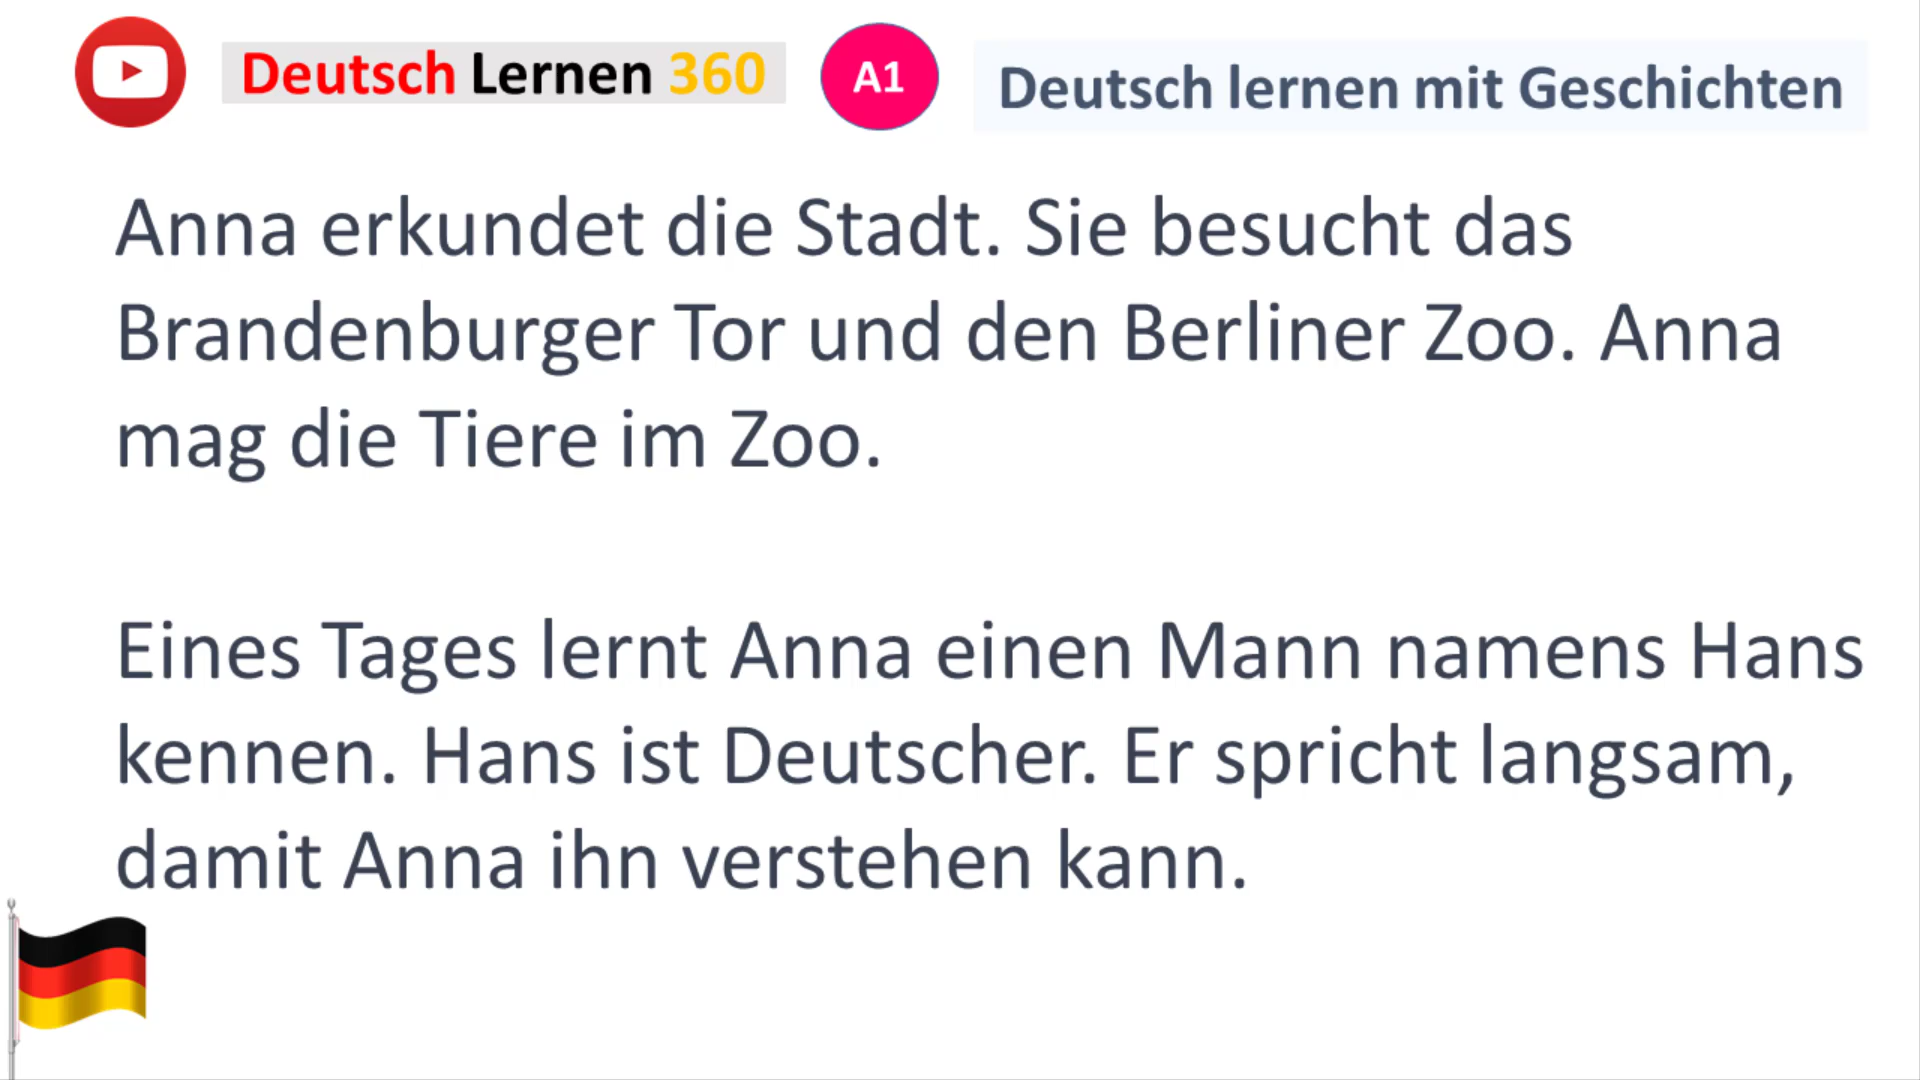 Deutsch Lernen 360
A1
Deutsch lernen mit Geschichten
Anna erkundet die Stadt. Sie besucht das
Brandenburger Tor und den Berliner Zoo. Anna
mag die Tiere im Zoo.
Eines Tages lernt Anna einen Mann namens Hans
kennen. Hans ist Deutscher. Er spricht langsam,
damit Anna ihn verstehen kann.